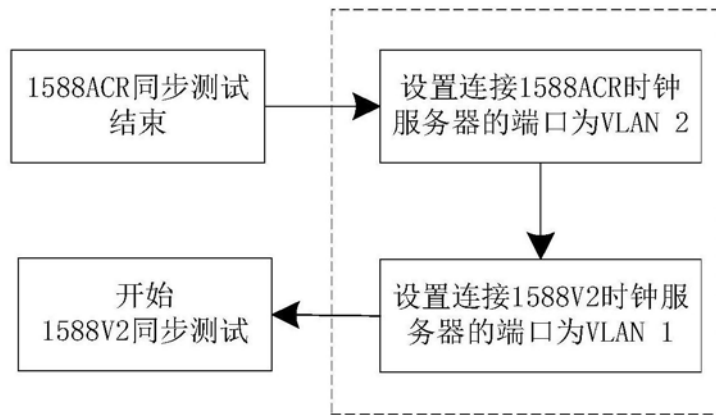 1588ACR同步测试
结束
设置连接1588ACR时钟
服务器的端口为VLAN 2
设置连接1588V2时钟服
务器的端口为VLAN 1
开始
1588V2同步测试